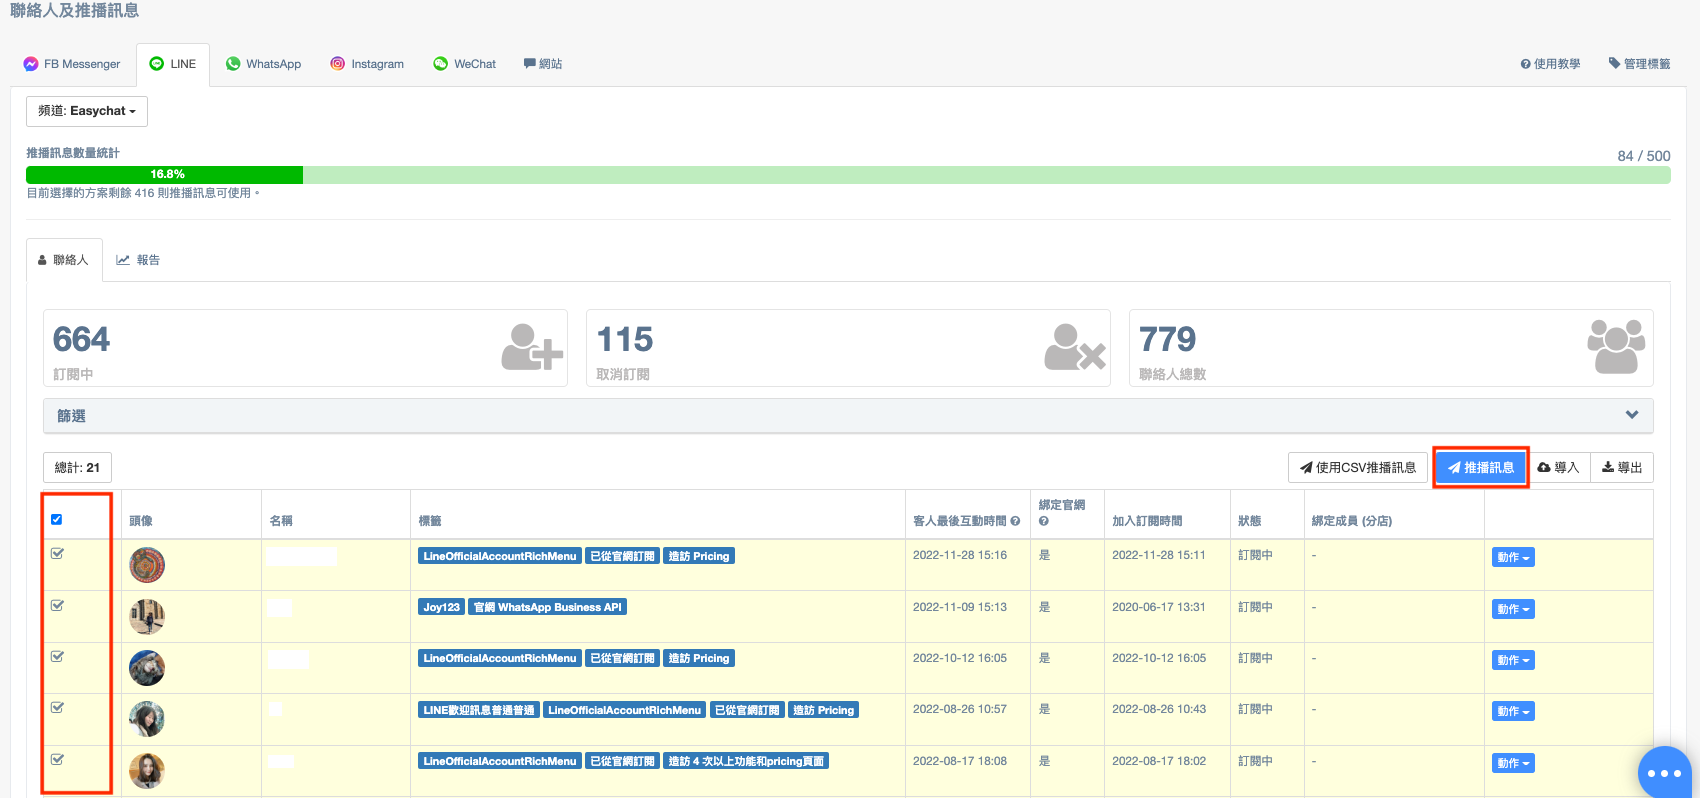 聯絡人及推播訊息
FB Messenger LINE WhatsApp Instagram WeChat 網站 使用教學 管理標籤
頻道: Easychat
推播訊息數量統計
84 / 500
16.8%
目前選擇的方案剩餘 416 則推播訊息可使用。
聯絡人 報告
664 115 779
訂閱中 取消訂閱 聯絡人總數
篩選
總計: 21 使用CSV推播訊息 推播訊息 導入 導出
頭像 名稱 標籤 客人最後互動時間 綁定官網 加入訂閱時間 狀態 綁定成員 (分店)
LineOfficialAccountRichMenu 已從官網訂閱 造訪 Pricing 2022-11-28 15:16 是 2022-11-28 15:11 訂閱中 - 動作
Joy123 官網 WhatsApp Business API 2022-11-09 15:13 是 2020-06-17 13:31 訂閱中 - 動作
LineOfficialAccountRichMenu 已從官網訂閱 造訪 Pricing 2022-10-12 16:05 是 2022-10-12 16:05 訂閱中 - 動作
LINE歡迎訊息普通普通 LineOfficialAccountRichMenu 已從官網訂閱 造訪 Pricing 2022-08-26 10:57 是 2022-08-26 10:43 訂閱中 - 動作
LineOfficialAccountRichMenu 已從官網訂閱 造訪 4 次以上功能和pricing頁面 2022-08-17 18:08 是 2022-08-17 18:02 訂閱中 - 動作